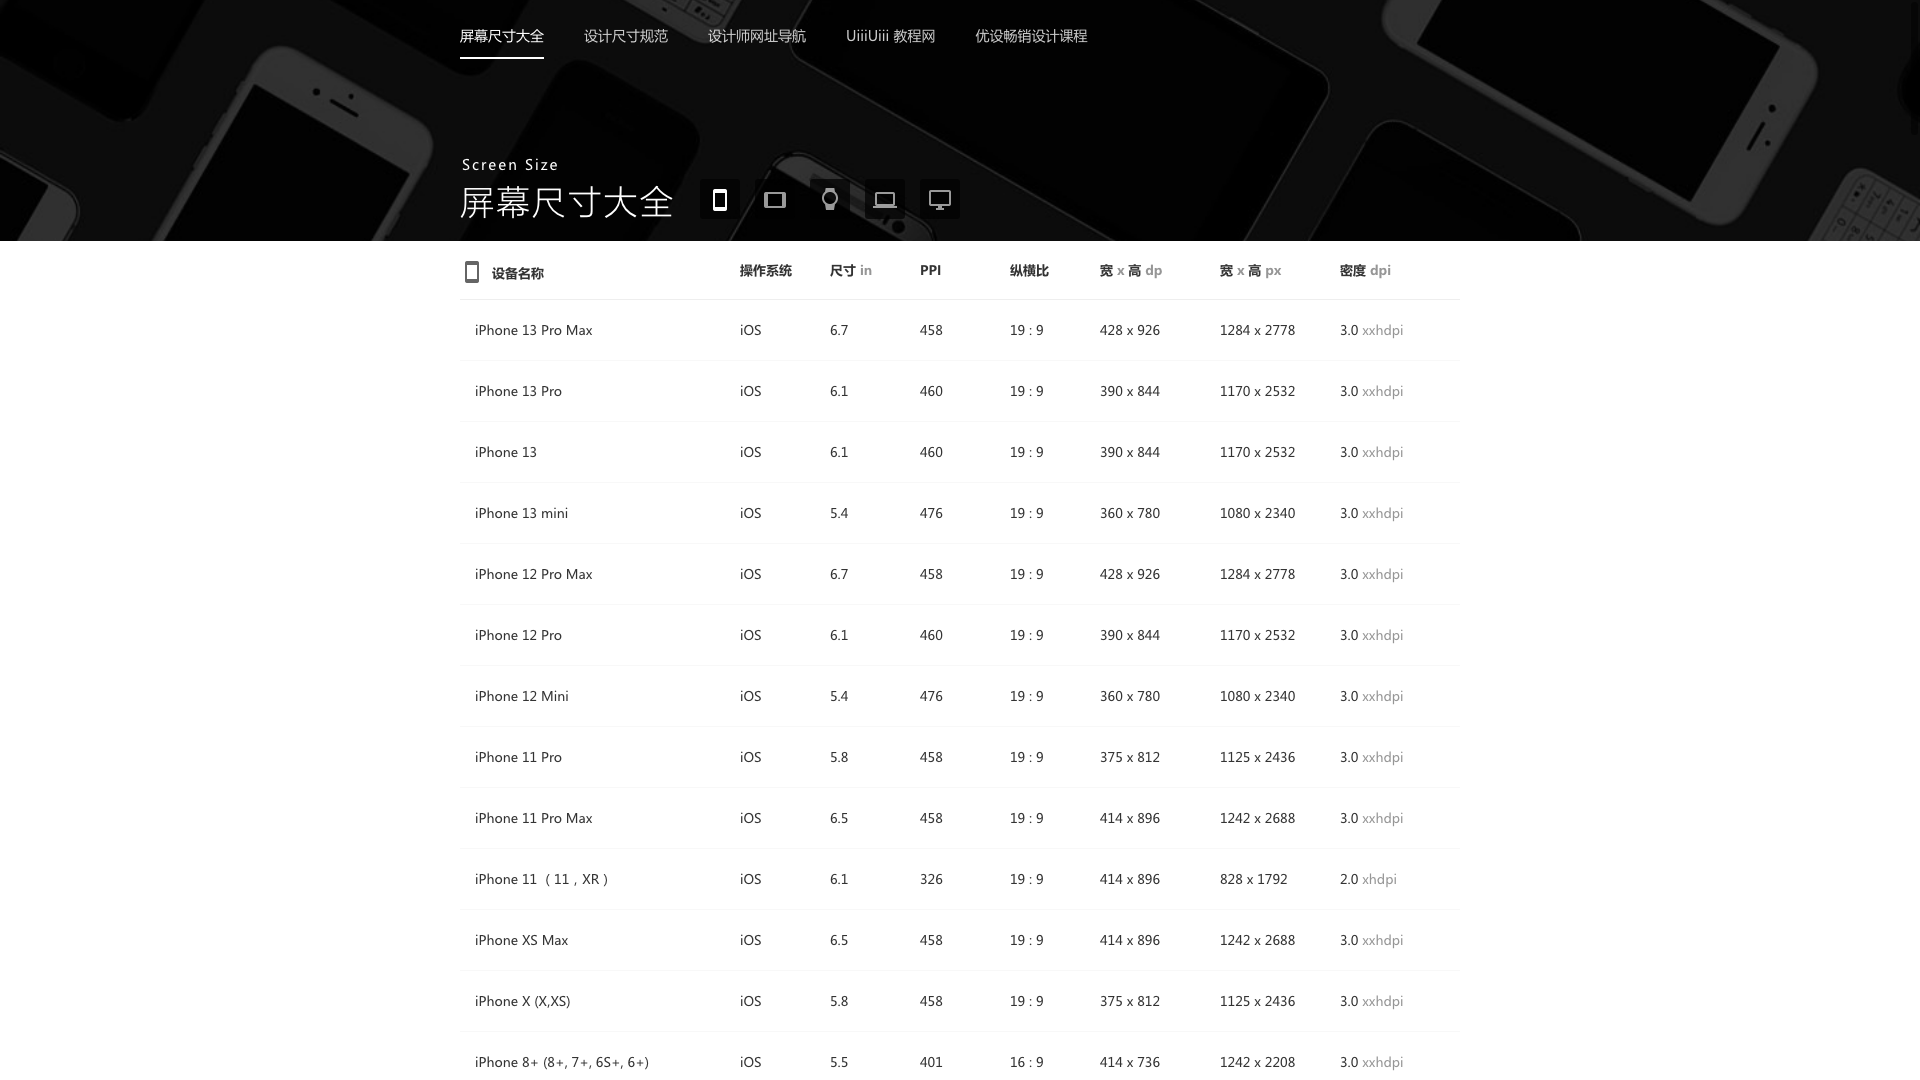 屏幕尺寸大全 设计尺寸规范 设计师网址导航 UiiiUiii 教程网 优设畅销设计课程
Screen Size
屏幕尺寸大全
设备名称 操作系统 尺寸 in PPI 纵横比 宽 x 高 dp 宽 x 高 px 密度 dpi
iPhone 13 Pro Max iOS 6.7 458 19 : 9 428 x 926 1284 x 2778 3.0 xxhdpi
iPhone 13 Pro iOS 6.1 460 19 : 9 390 x 844 1170 x 2532 3.0 xxhdpi
iPhone 13 iOS 6.1 460 19 : 9 390 x 844 1170 x 2532 3.0 xxhdpi
iPhone 13 mini iOS 5.4 476 19 : 9 360 x 780 1080 x 2340 3.0 xxhdpi
iPhone 12 Pro Max iOS 6.7 458 19 : 9 428 x 926 1284 x 2778 3.0 xxhdpi
iPhone 12 Pro iOS 6.1 460 19 : 9 390 x 844 1170 x 2532 3.0 xxhdpi
iPhone 12 Mini iOS 5.4 476 19 : 9 360 x 780 1080 x 2340 3.0 xxhdpi
iPhone 11 Pro iOS 5.8 458 19 : 9 375 x 812 1125 x 2436 3.0 xxhdpi
iPhone 11 Pro Max iOS 6.5 458 19 : 9 414 x 896 1242 x 2688 3.0 xxhdpi
iPhone 11（11，XR） iOS 6.1 326 19 : 9 414 x 896 828 x 1792 2.0 xhdpi
iPhone XS Max iOS 6.5 458 19 : 9 414 x 896 1242 x 2688 3.0 xxhdpi
iPhone X (X,XS) iOS 5.8 458 19 : 9 375 x 812 1125 x 2436 3.0 xxhdpi
iPhone 8+ (8+, 7+, 6S+, 6+) iOS 5.5 401 16 : 9 414 x 736 1242 x 2208 3.0 xxhdpi